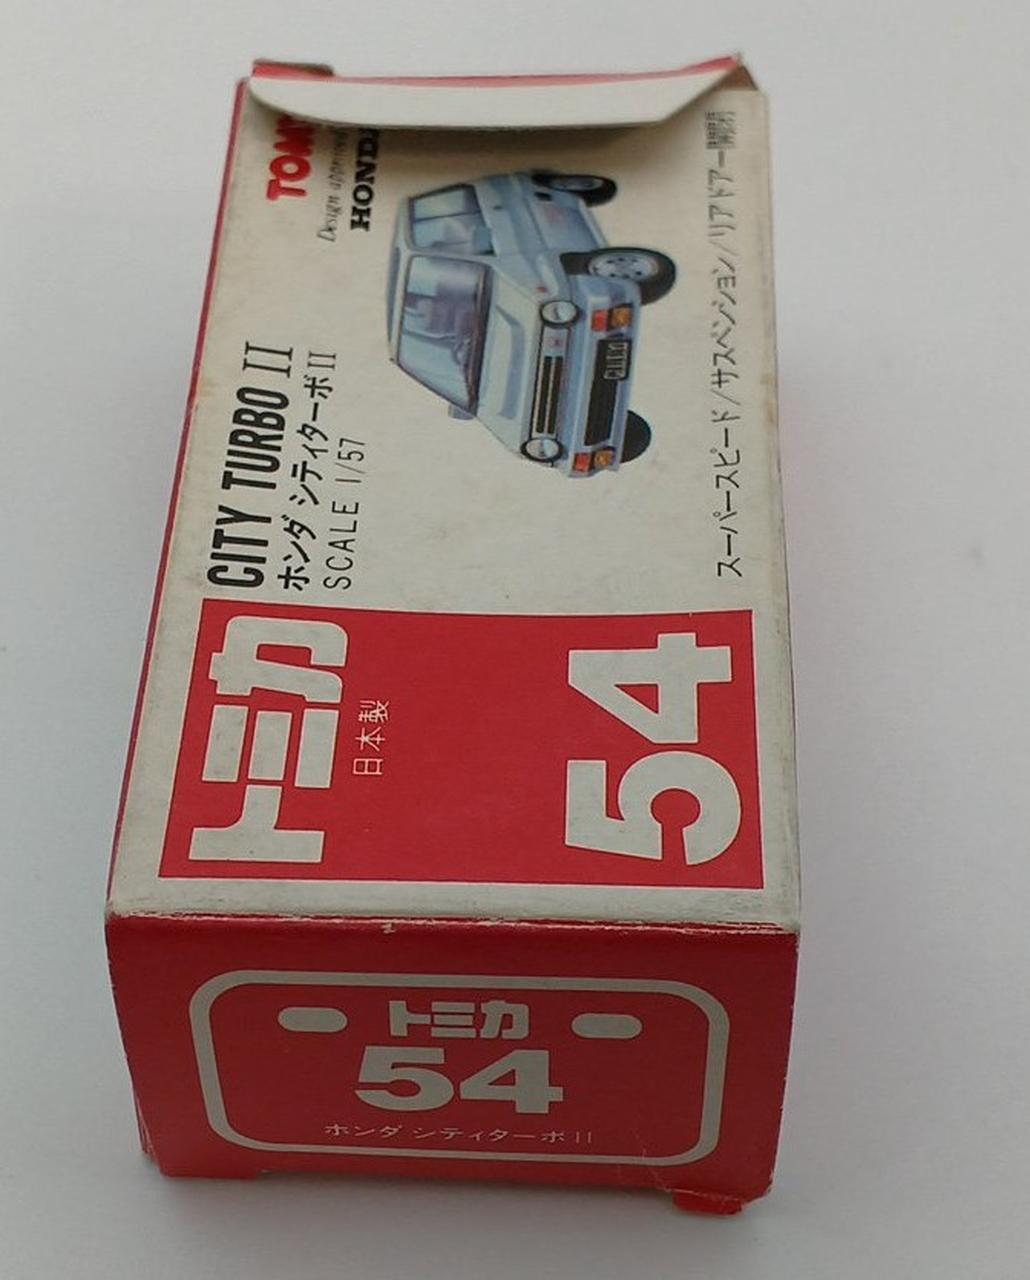 トミカ
日本製
54
CITY TURBO II
ホンダ シティターボII
SCALE 1/57
TOMY
Design approved
HONDA
スーパースピード/サスペンション/リアドアー開閉
トミカ
54
ホンダ シティターボII